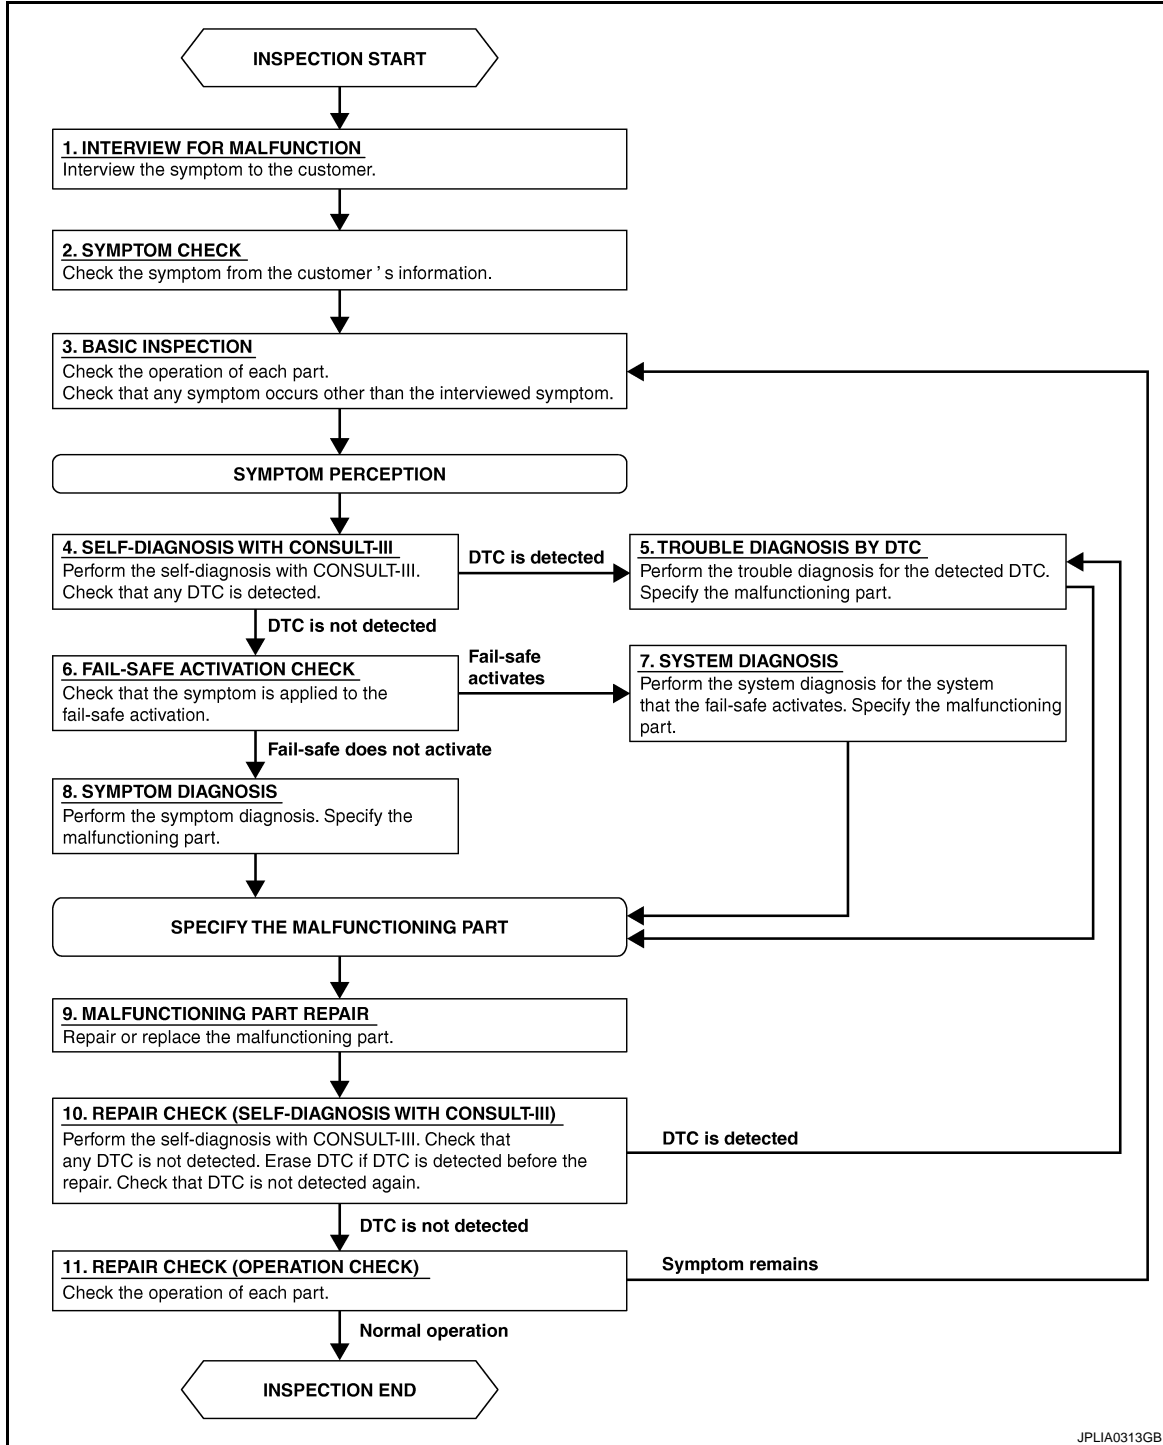 INSPECTION START
1. INTERVIEW FOR MALFUNCTION
Interview the symptom to the customer.
2. SYMPTOM CHECK
Check the symptom from the customer ’ s information.
3. BASIC INSPECTION
Check the operation of each part.
Check that any symptom occurs other than the interviewed symptom.
SYMPTOM PERCEPTION
4. SELF-DIAGNOSIS WITH CONSULT-III
Perform the self-diagnosis with CONSULT-III.
Check that any DTC is detected.
DTC is detected
5. TROUBLE DIAGNOSIS BY DTC
Perform the trouble diagnosis for the detected DTC.
Specify the malfunctioning part.
DTC is not detected
6. FAIL-SAFE ACTIVATION CHECK
Check that the symptom is applied to the
fail-safe activation.
Fail-safe
activates
7. SYSTEM DIAGNOSIS
Perform the system diagnosis for the system
that the fail-safe activates. Specify the malfunctioning
part.
Fail-safe does not activate
8. SYMPTOM DIAGNOSIS
Perform the symptom diagnosis. Specify the
malfunctioning part.
SPECIFY THE MALFUNCTIONING PART
9. MALFUNCTIONING PART REPAIR
Repair or replace the malfunctioning part.
10. REPAIR CHECK (SELF-DIAGNOSIS WITH CONSULT-III)
Perform the self-diagnosis with CONSULT-III. Check that
any DTC is not detected. Erase DTC if DTC is detected before the
repair. Check that DTC is not detected again.
DTC is detected
DTC is not detected
11. REPAIR CHECK (OPERATION CHECK)
Check the operation of each part.
Symptom remains
Normal operation
INSPECTION END
JPLIA0313GB